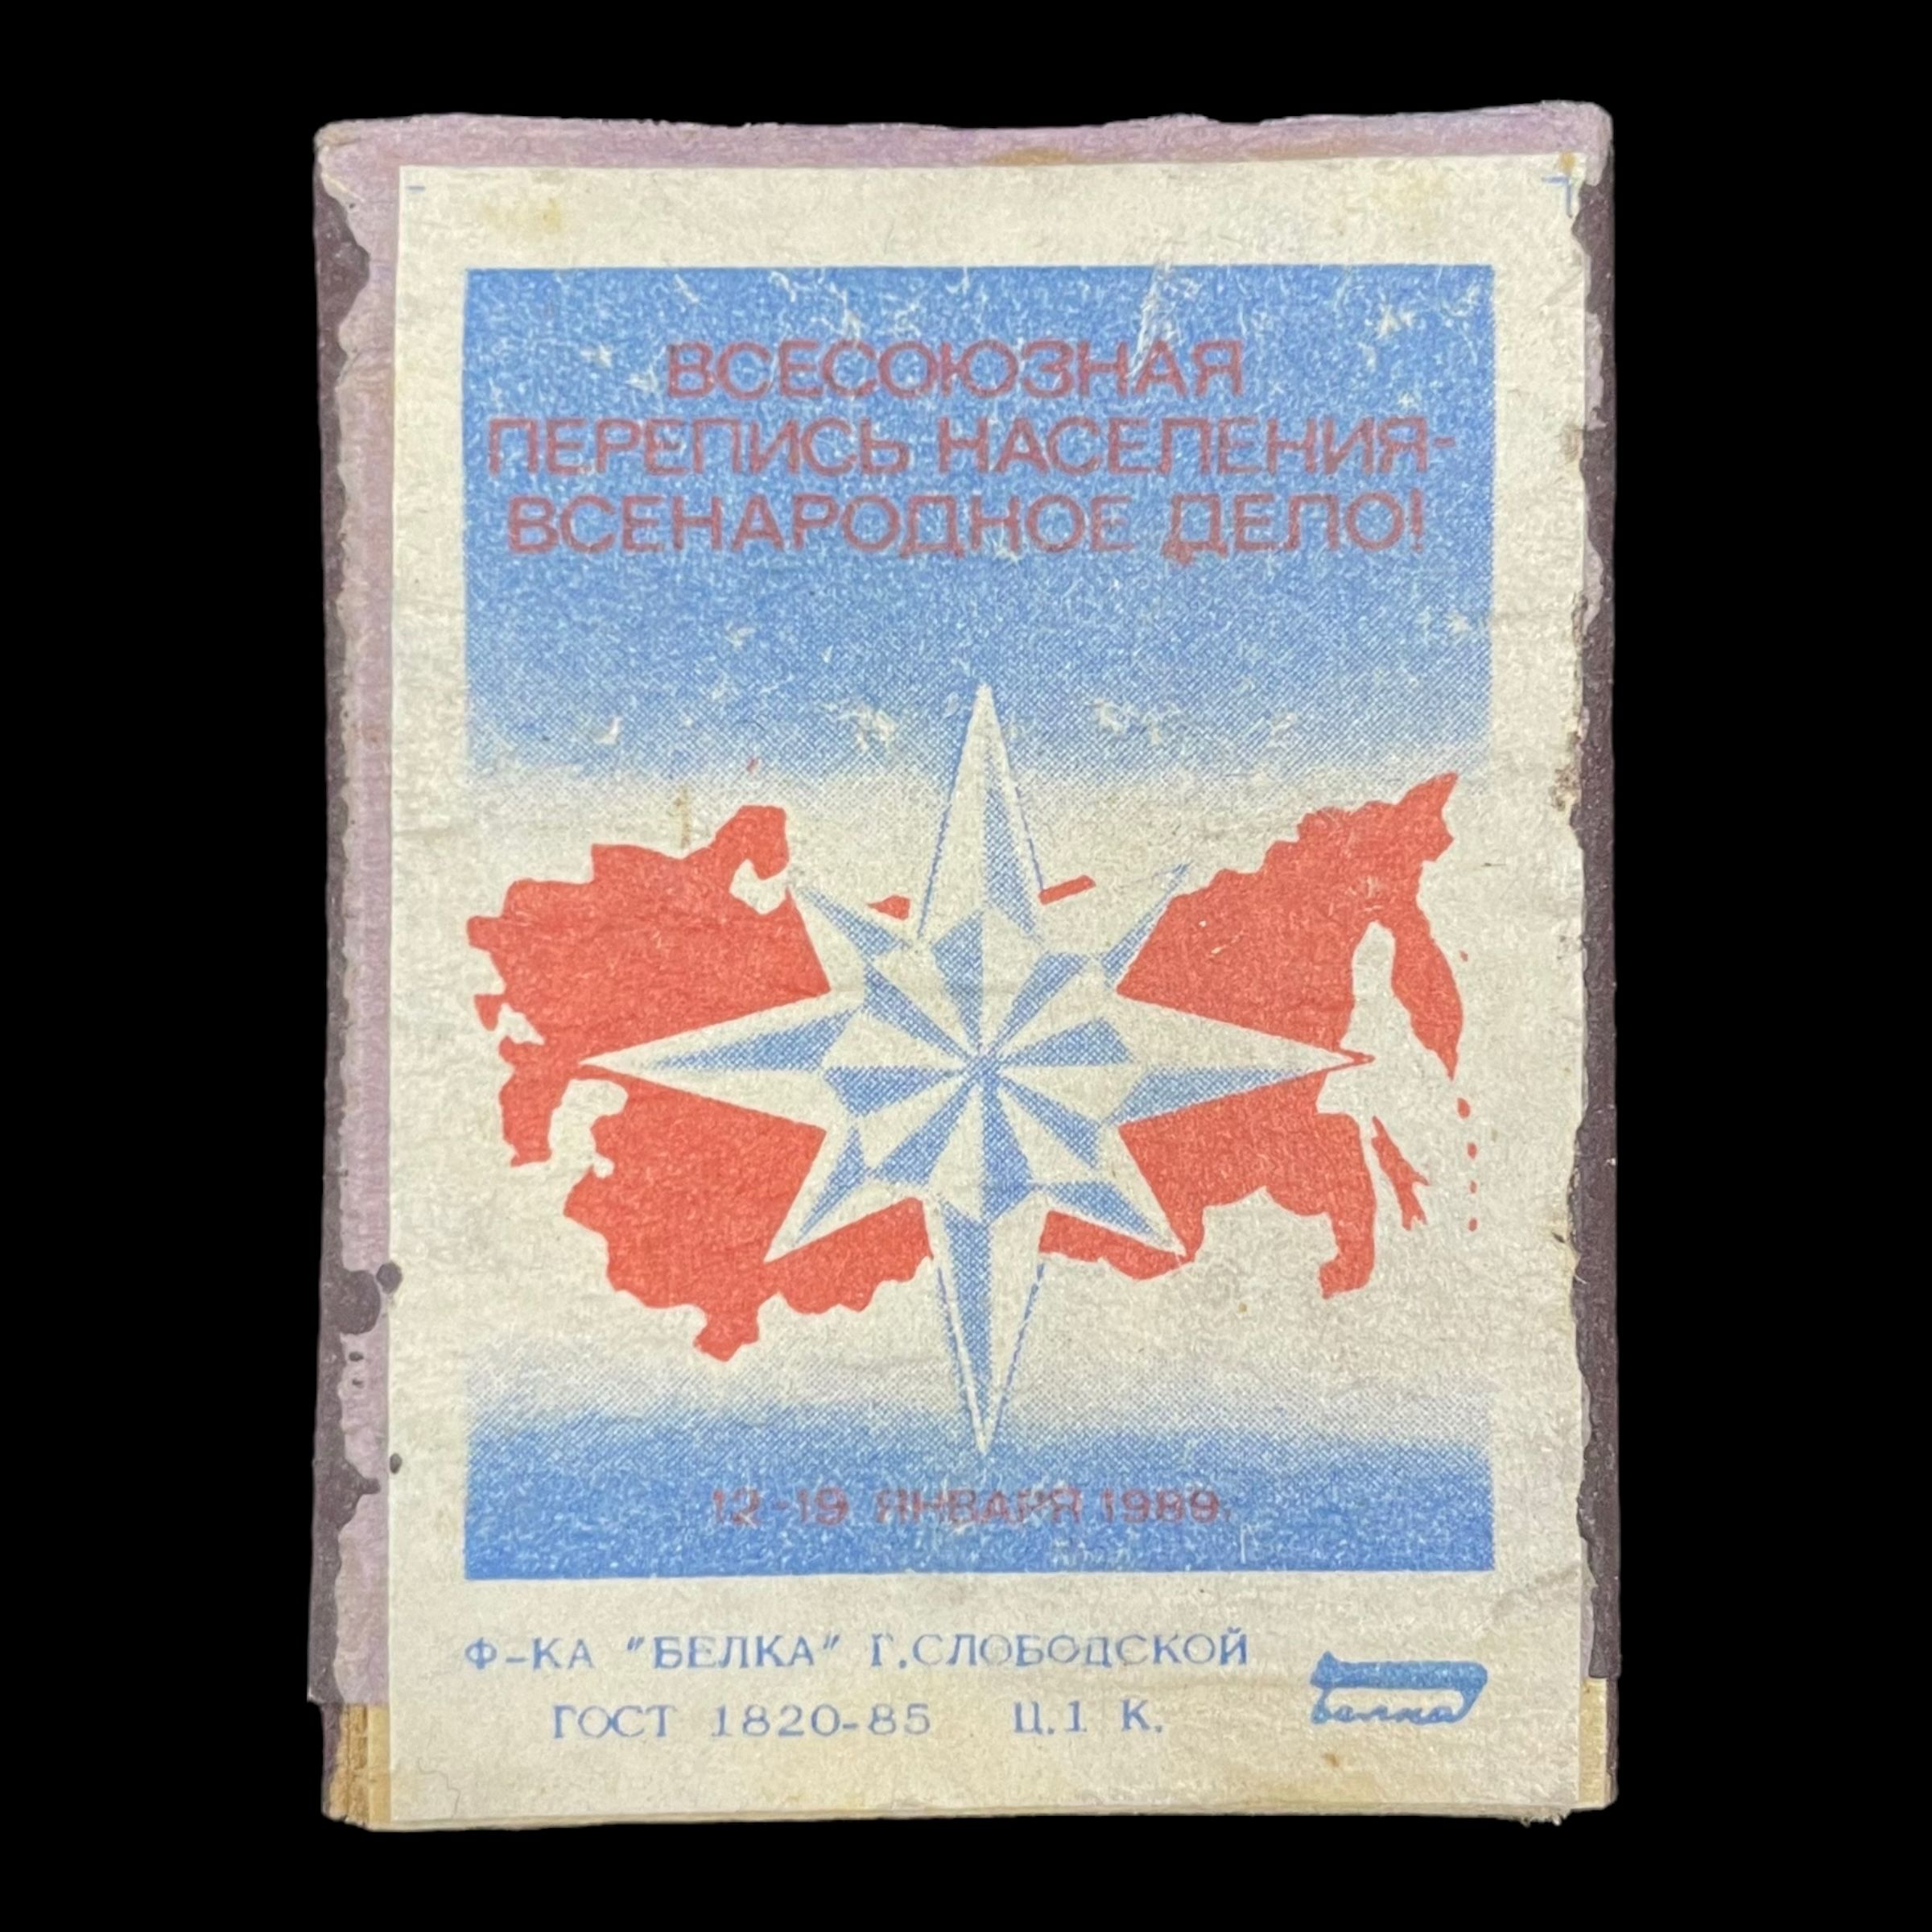 ВСЕСОЮЗНАЯ
ПЕРЕПИСЬ НАСЕЛЕНИЯ-
ВСЕНАРОДНОЕ ДЕЛО!
12-19 ЯНВАРЯ 1989.
Ф-КА "БЕЛКА" Г.СЛОБОДСКОЙ
ГОСТ 1820-85 Ц.1 К.
белка